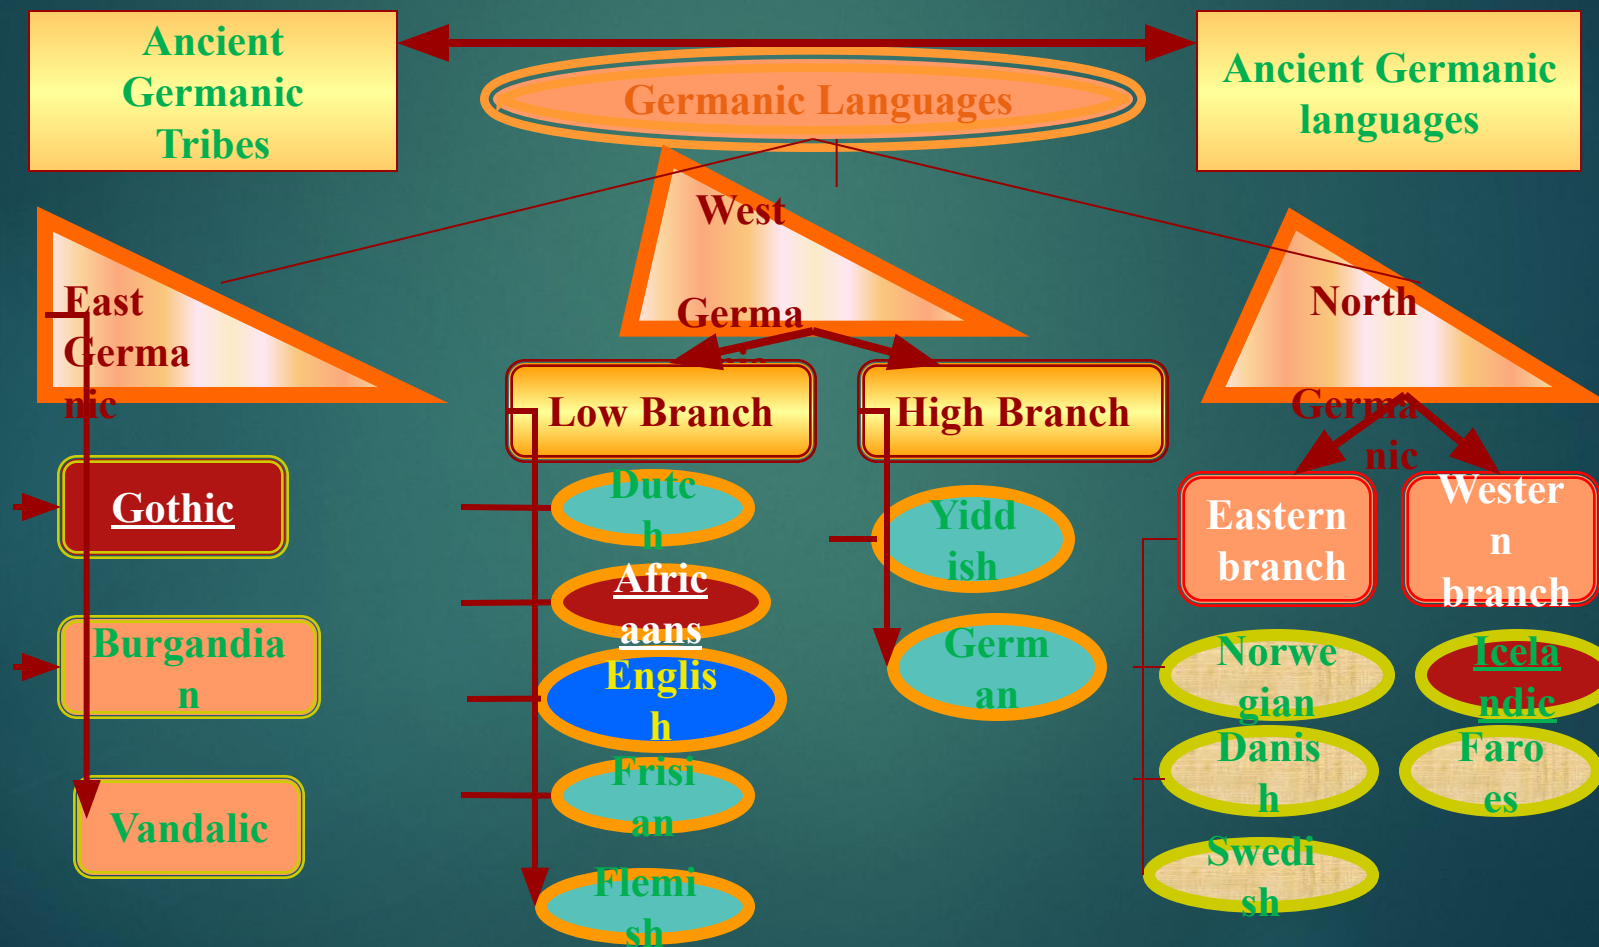 Ancient
Germanic
Tribes
Germanic Languages
Ancient Germanic
languages
East
Germa
nic
West
Germa
nic
North
Germa
nic
Low Branch
High Branch
Eastern
branch
Wester
n
branch
Gothic
Burgandia
n
Vandalic
Dutc
h
Afric
aans
Englis
h
Frisi
an
Flemi
sh
Yidd
ish
Germ
an
Norwe
gian
Danis
h
Swedi
sh
Icela
ndic
Faro
es